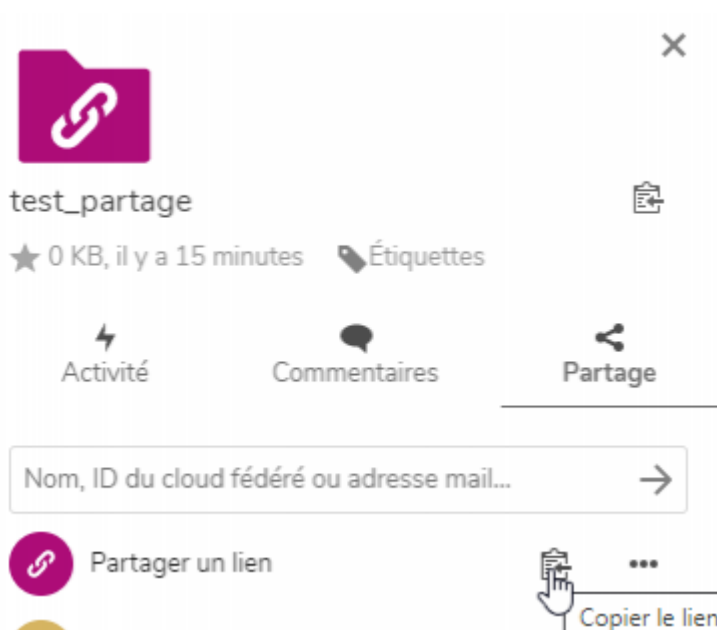 test_partage
0 KB, il y a 15 minutes Étiquettes
Activité Commentaires Partage
Nom, ID du cloud fédéré ou adresse mail...
Partager un lien
Copier le lien